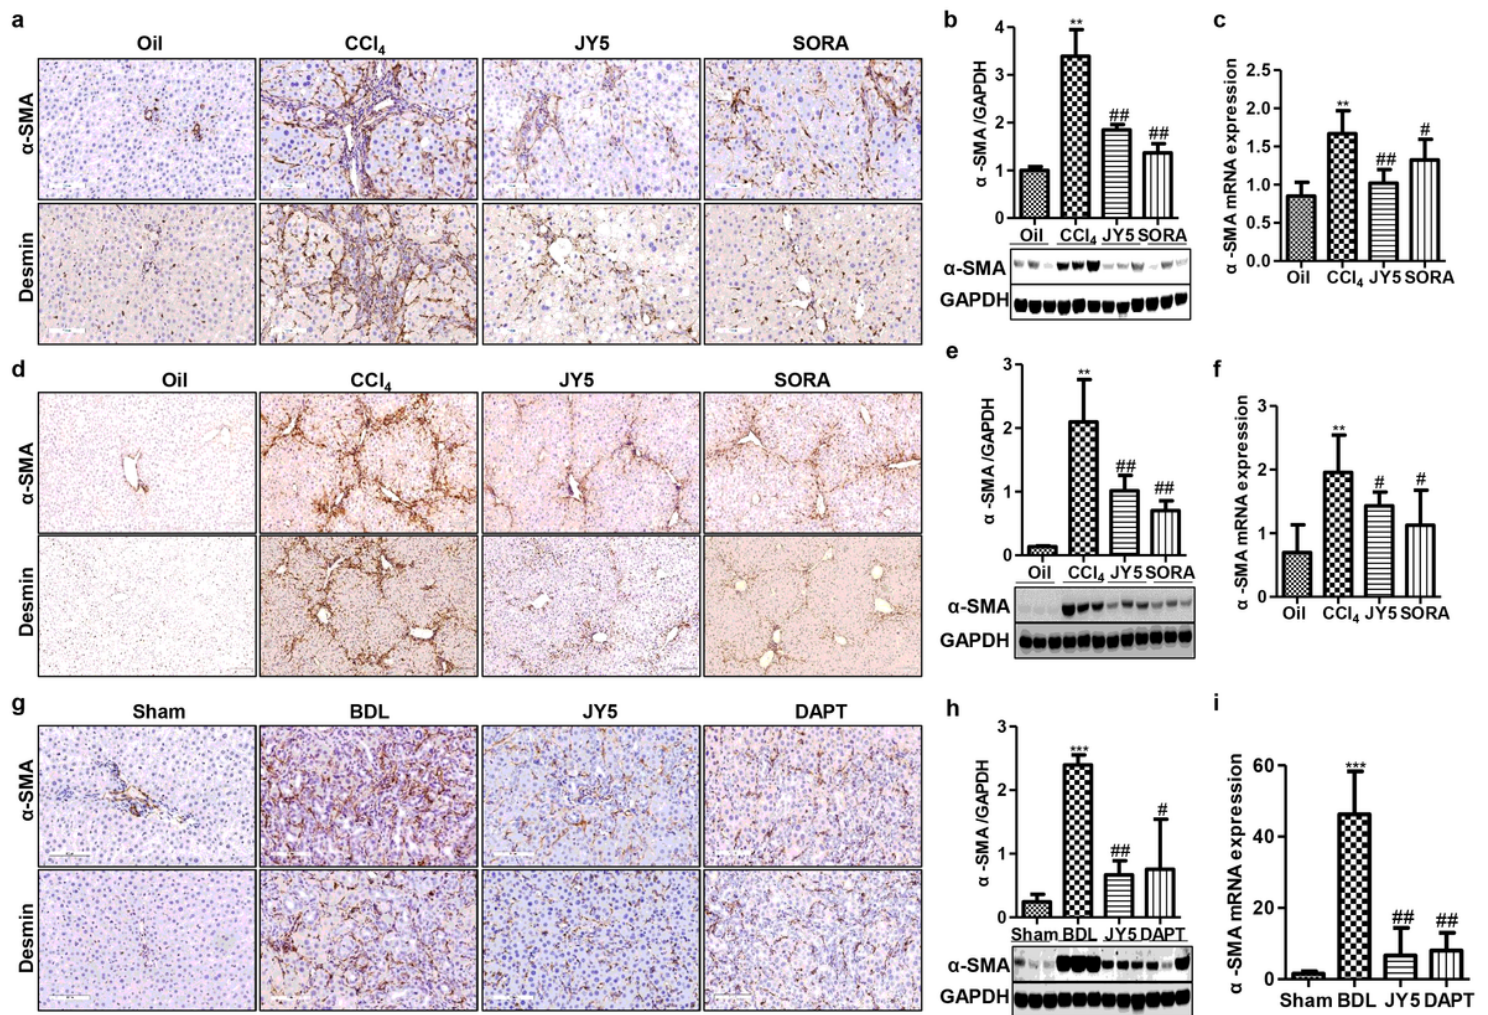 a
Oil CCl4 JY5 SORA
α-SMA
Desmin
b
α -SMA /GAPDH
4
3
2
1
0
**
##
##
Oil CCl4 JY5 SORA
α-SMA
GAPDH
c
α -SMA mRNA expression
2.5
2.0
1.5
1.0
0.5
0.0
**
##
#
Oil CCl4 JY5 SORA
d
Oil CCl4 JY5 SORA
α-SMA
Desmin
e
α -SMA /GAPDH
3
2
1
0
**
##
##
Oil CCl4 JY5 SORA
α-SMA
GAPDH
f
α -SMA mRNA expression
3
2
1
0
**
#
#
Oil CCl4 JY5 SORA
g
Sham BDL JY5 DAPT
α-SMA
Desmin
h
α -SMA /GAPDH
3
2
1
0
***
##
#
Sham BDL JY5 DAPT
α-SMA
GAPDH
i
α -SMA mRNA expression
60
40
20
0
***
##
##
Sham BDL JY5 DAPT